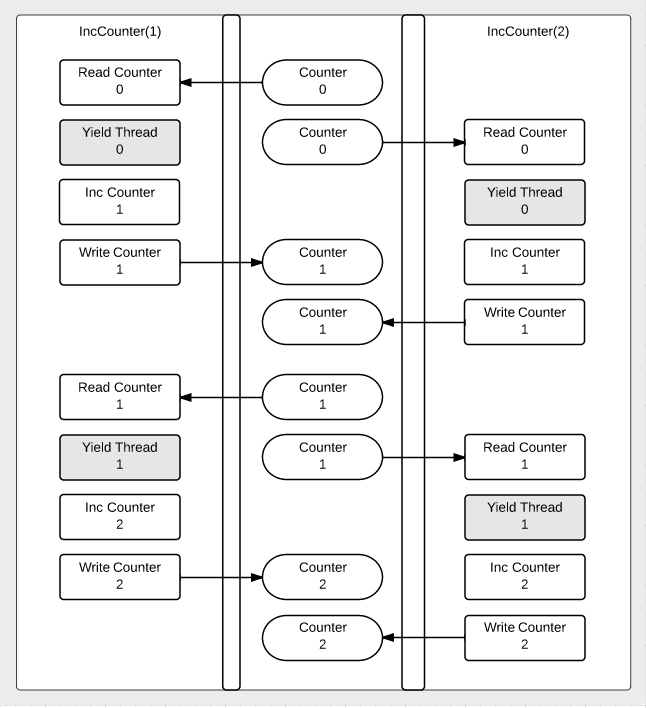 IncCounter(1)
IncCounter(2)
Read Counter
0
Counter
0
Yield Thread
0
Counter
0
Read Counter
0
Inc Counter
1
Yield Thread
0
Write Counter
1
Counter
1
Inc Counter
1
Counter
1
Write Counter
1
Read Counter
1
Counter
1
Yield Thread
1
Counter
1
Read Counter
1
Inc Counter
2
Yield Thread
1
Write Counter
2
Counter
2
Inc Counter
2
Counter
2
Write Counter
2